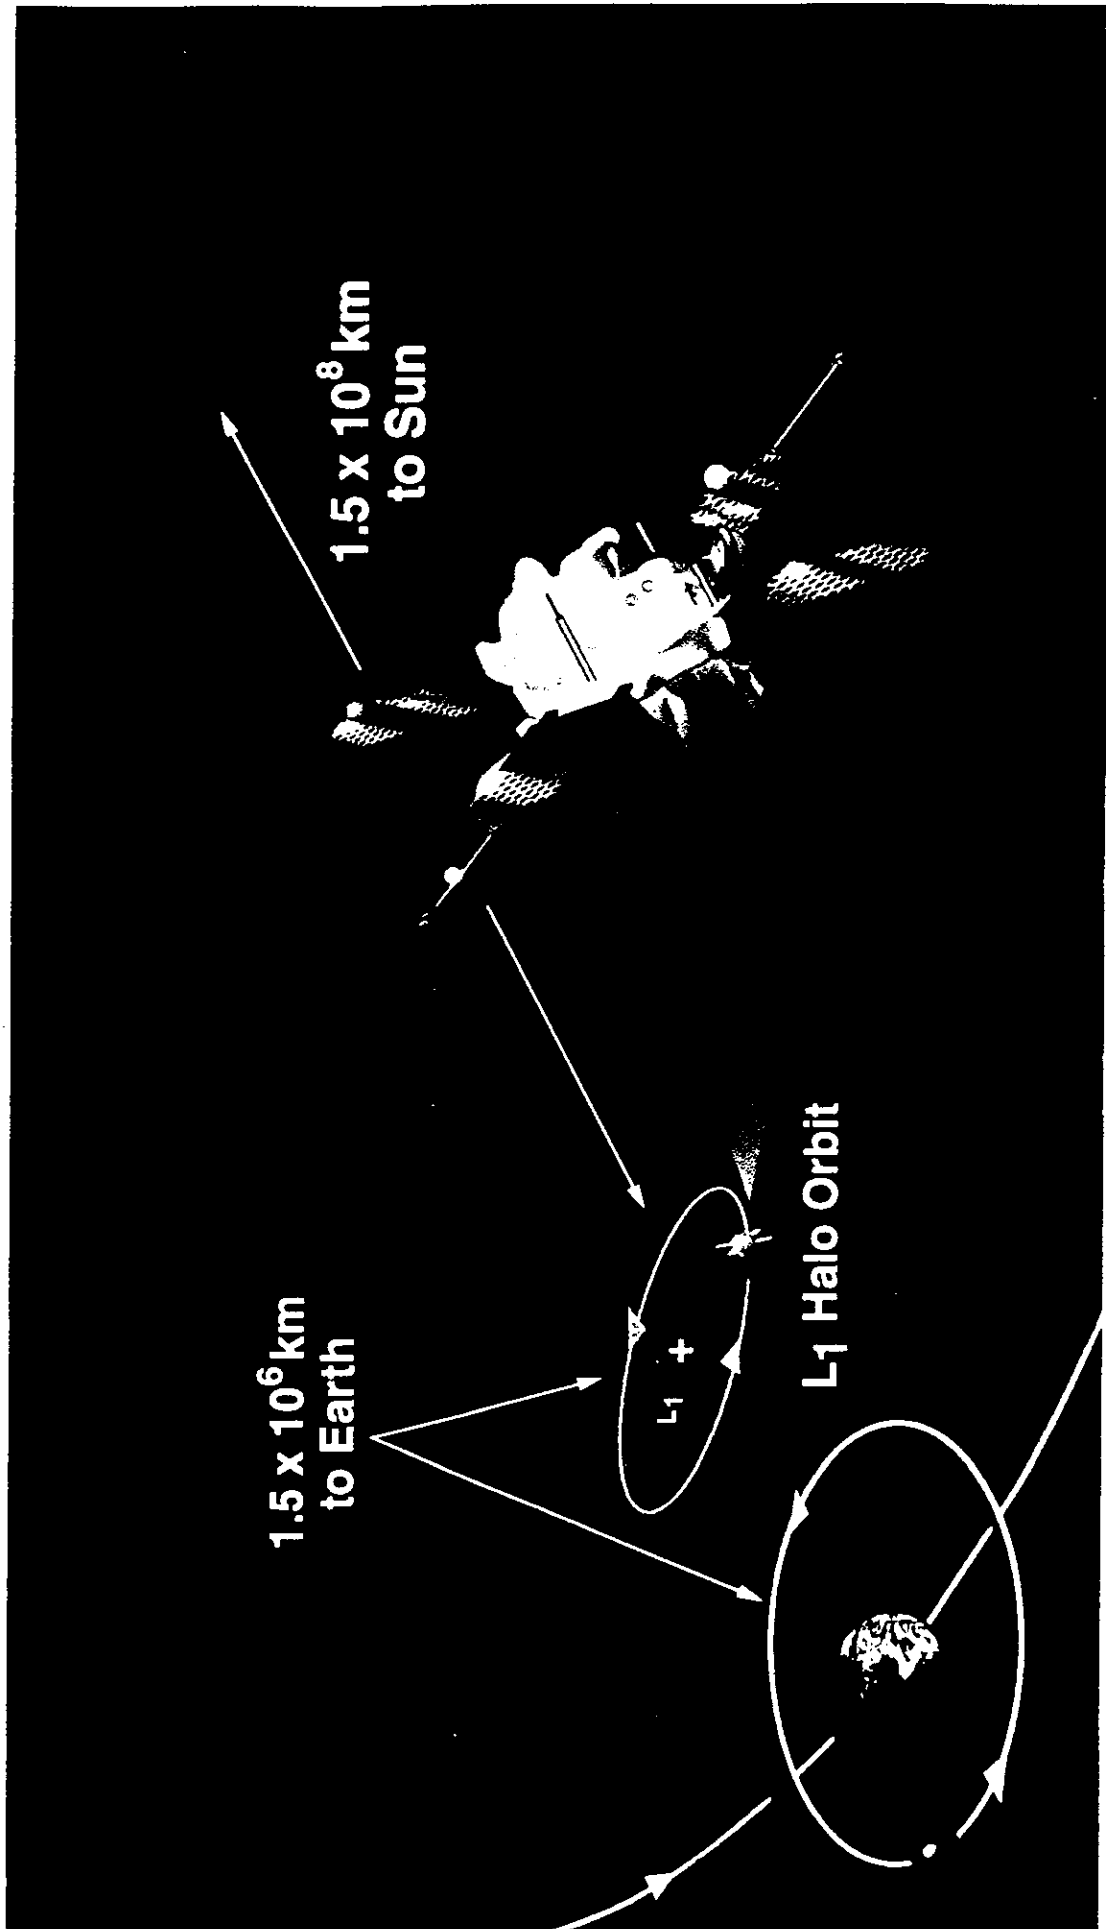 1.5 x 10⁸ km
to Sun
1.5 x 10⁶ km
to Earth
L₁
L₁ Halo Orbit